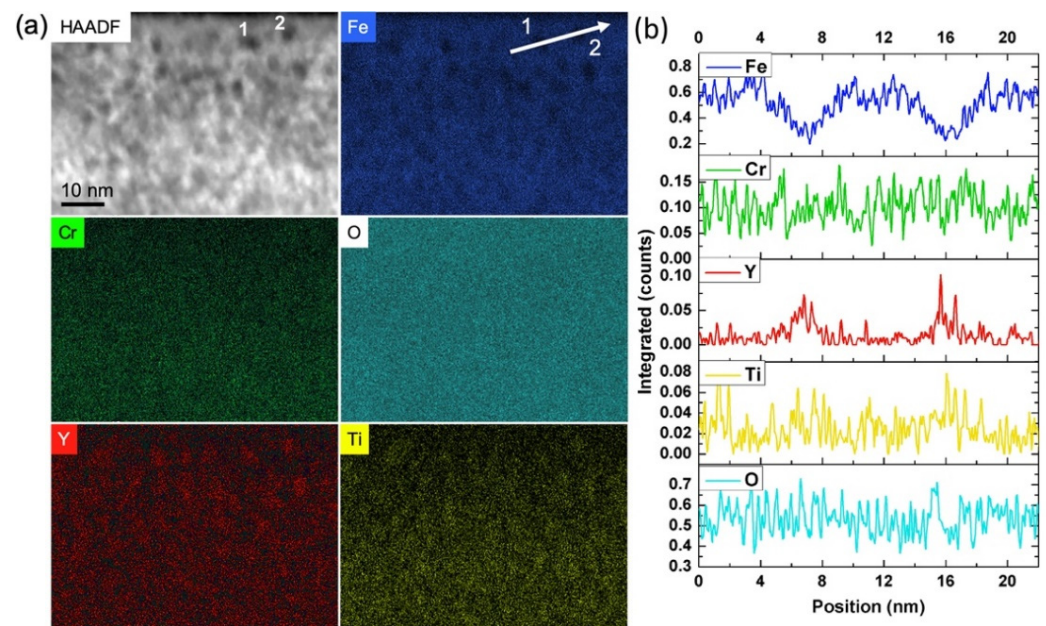 (a)
HAADF
1
2
10 nm
Fe
1
2
Cr
O
Y
Ti
(b)
0 4 8 12 16 20
0.8
0.6
0.4
0.2
Fe
0.15
0.10
0.05
0.00
Cr
0.10
0.05
0.00
Y
0.08
0.06
0.04
0.02
0.00
Ti
0.7
0.6
0.5
0.4
0.3
O
0 4 8 12 16 20
Integrated (counts)
Position (nm)